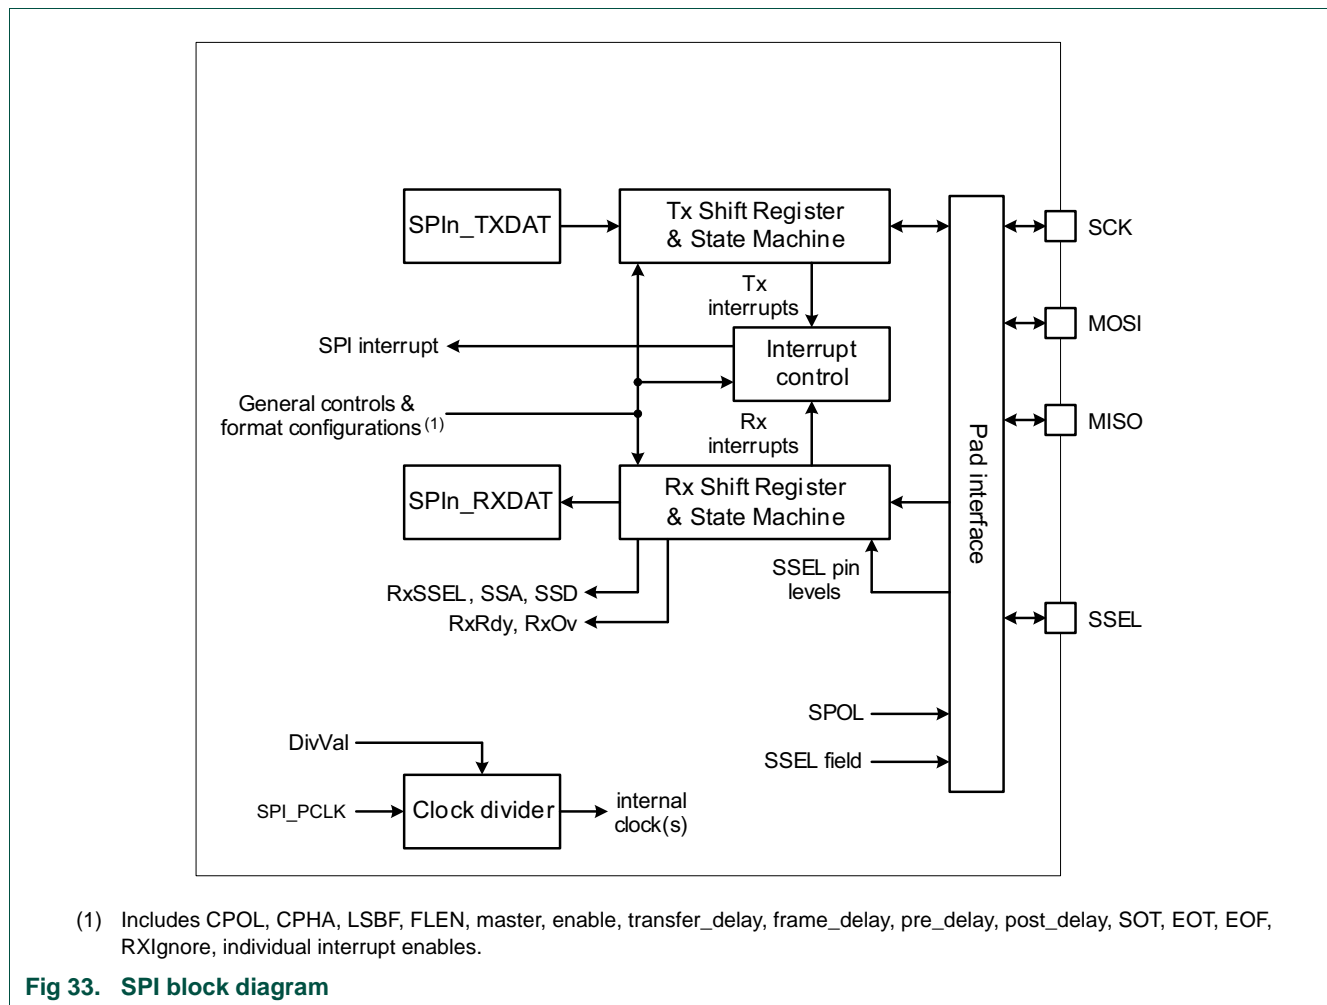 SPIn_TXDAT
Tx Shift Register
& State Machine
SCK
Tx
interrupts
MOSI
SPI interrupt
Interrupt
control
General controls &
format configurations (1)
Rx
interrupts
MISO
Pad interface
SPIn_RXDAT
Rx Shift Register
& State Machine
SSEL pin
levels
RxSSEL, SSA, SSD
RxRdy, RxOv
SSEL
SPOL
DivVal
SSEL field
SPI_PCLK
Clock divider
internal
clock(s)
(1) Includes CPOL, CPHA, LSBF, FLEN, master, enable, transfer_delay, frame_delay, pre_delay, post_delay, SOT, EOT, EOF,
RXIgnore, individual interrupt enables.
Fig 33. SPI block diagram